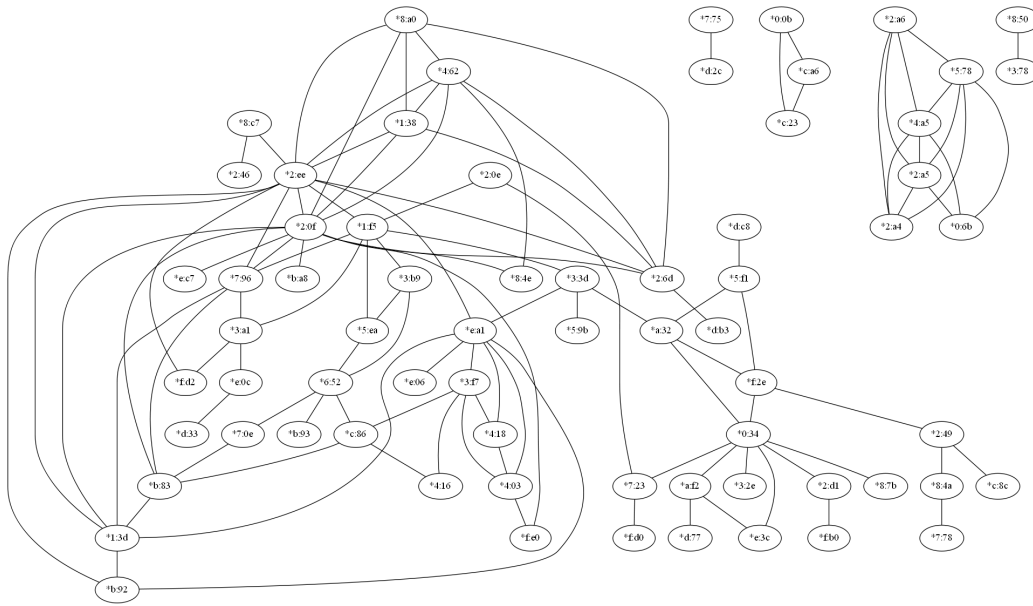 *8:a0
*7:75
*0:0b
*2:a6
*8:50
*4:62
*d:2c
*c:a6
*5:78
*3:78
*8:c7
*1:38
*c:23
*4:a5
*2:46
*2:ee
*2:0e
*2:a5
*2:0f
*1:f5
*d:c8
*2:a4
*0:6b
*e:c7
*7:96
*b:a8
*3:b9
*8:4e
*3:3d
*2:6d
*5:f1
*3:a1
*5:ea
*e:a1
*5:9b
*a:32
*d:b3
*f:d2
*e:0c
*6:52
*e:06
*3:f7
*f:2e
*d:33
*7:0e
*b:93
*c:86
*4:18
*0:34
*2:49
*b:83
*4:16
*4:03
*7:23
*a:f2
*3:2e
*2:d1
*8:7b
*8:4a
*c:8c
*1:3d
*f:e0
*f:d0
*d:77
*e:3c
*f:b0
*7:78
*b:92